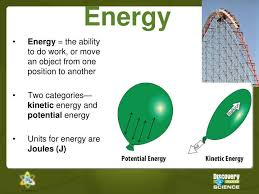 Energy
• Energy = the ability
to do work, or move
an object from one
position to another
• Two categories—
kinetic energy and
potential energy
• Units for energy are
Joules (J)
Potential Energy
Kinetic Energy
Discovery
SCIENCE